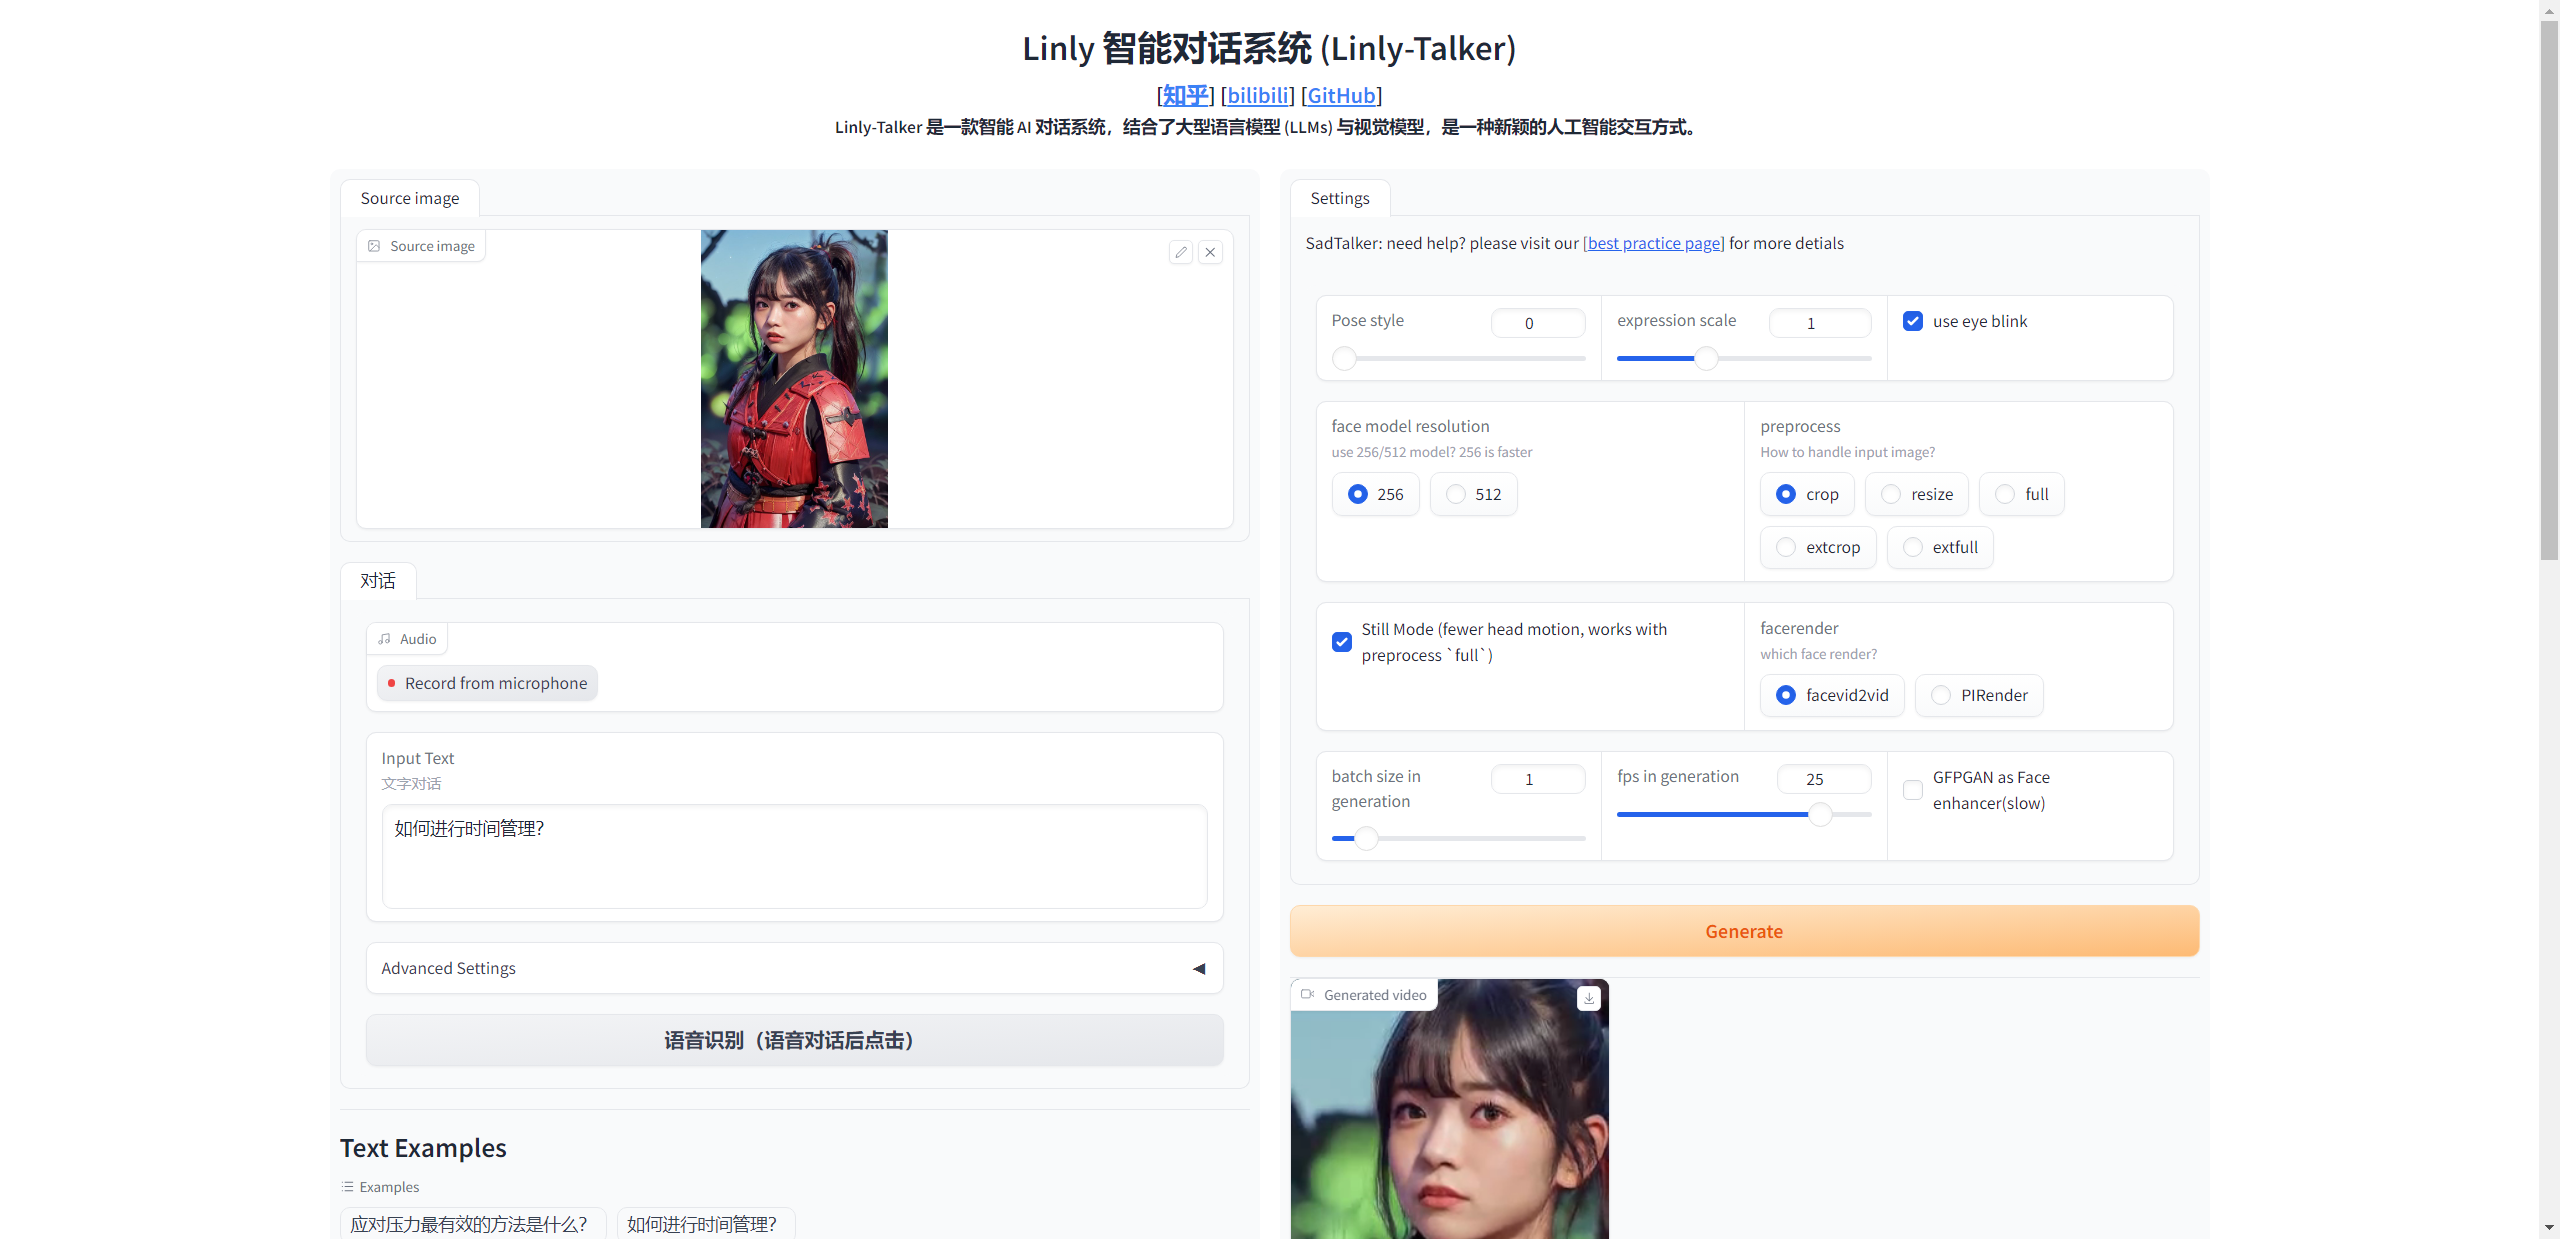 Linly 智能对话系统 (Linly-Talker)
[知乎] [bilibili] [GitHub]
Linly-Talker 是一款智能 AI 对话系统，结合了大型语言模型 (LLMs) 与视觉模型，是一种新颖的人工智能交互方式。
Source image
Source image
对话
Audio
Record from microphone
Input Text
文字对话
如何进行时间管理?
Advanced Settings
语音识别（语音对话后点击）
Text Examples
Examples
应对压力最有效的方法是什么?
如何进行时间管理?
Settings
SadTalker: need help? please visit our [best practice page] for more detials
Pose style
0
expression scale
1
use eye blink
face model resolution
use 256/512 model? 256 is faster
256
512
preprocess
How to handle input image?
crop
resize
full
extcrop
extfull
Still Mode (fewer head motion, works with
preprocess `full`)
facerender
which face render?
facevid2vid
PIRender
batch size in
generation
1
fps in generation
25
GFPGAN as Face
enhancer(slow)
Generate
Generated video